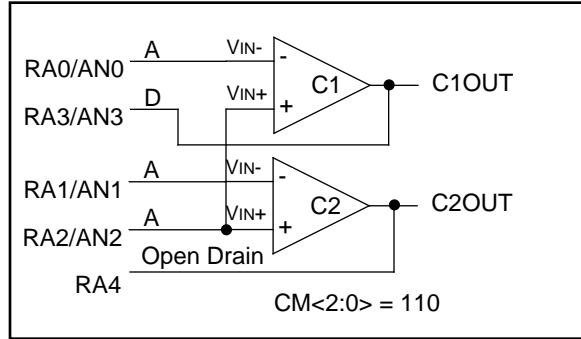 RA0/AN0 A VIN- - C1 C1OUT
RA3/AN3 D VIN+ +
RA1/AN1 A VIN- - C2 C2OUT
RA2/AN2 A VIN+ +
Open Drain
RA4
CM<2:0> = 110